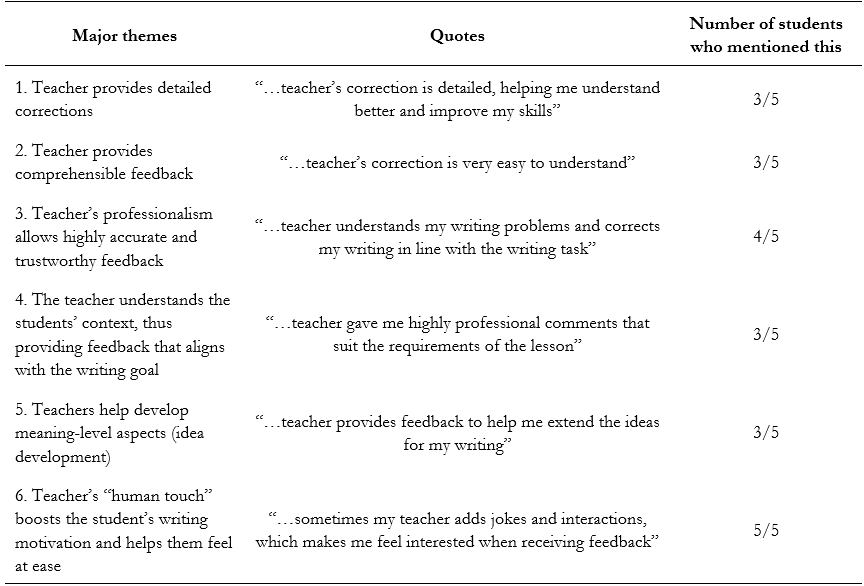 Major themes
Quotes
Number of students
who mentioned this
1. Teacher provides detailed
corrections
“…teacher’s correction is detailed, helping me understand
better and improve my skills”
3/5
2. Teacher provides
comprehensible feedback
“…teacher’s correction is very easy to understand”
3/5
3. Teacher’s professionalism
allows highly accurate and
trustworthy feedback
“…teacher understands my writing problems and corrects
my writing in line with the writing task”
4/5
4. The teacher understands the
students’ context, thus
providing feedback that aligns
with the writing goal
“…teacher gave me highly professional comments that
suit the requirements of the lesson”
3/5
5. Teachers help develop
meaning-level aspects (idea
development)
“…teacher provides feedback to help me extend the ideas
for my writing”
3/5
6. Teacher’s “human touch”
boosts the student’s writing
motivation and helps them feel
at ease
“…sometimes my teacher adds jokes and interactions,
which makes me feel interested when receiving feedback”
5/5